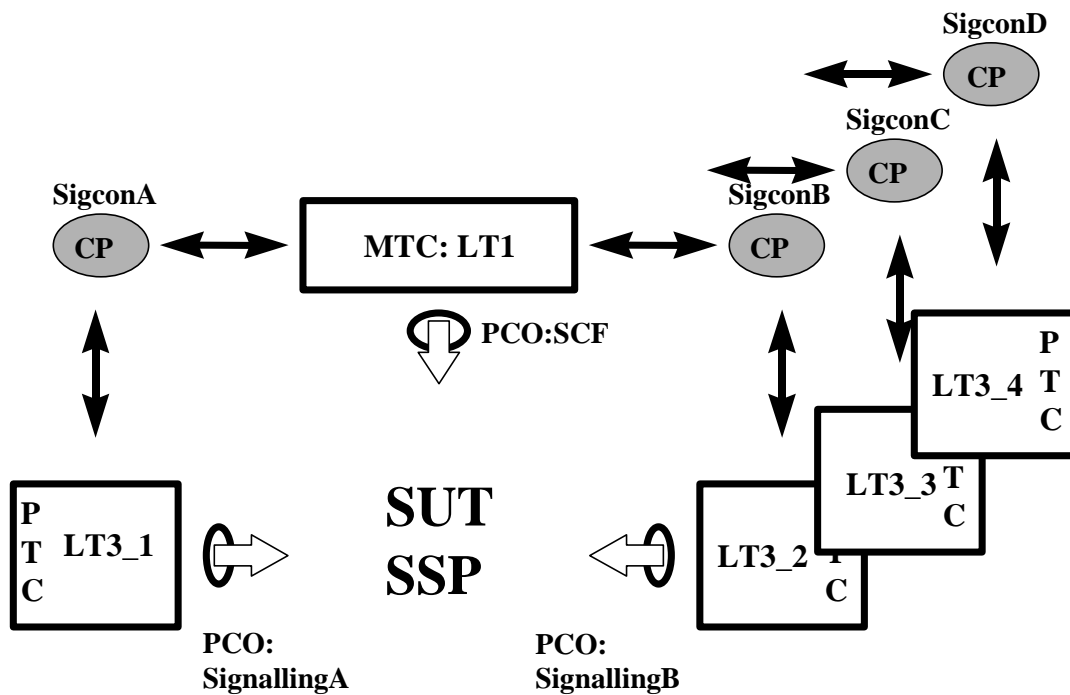 SigconD
CP
SigconC
CP
SigconA
SigconB
CP
MTC: LT1
CP
PCO:SCF
P
T
C
LT3_4
LT3_3
T
C
SUT
SSP
P
T
C
LT3_1
LT3_2
C
PCO:
SignallingA
PCO:
SignallingB